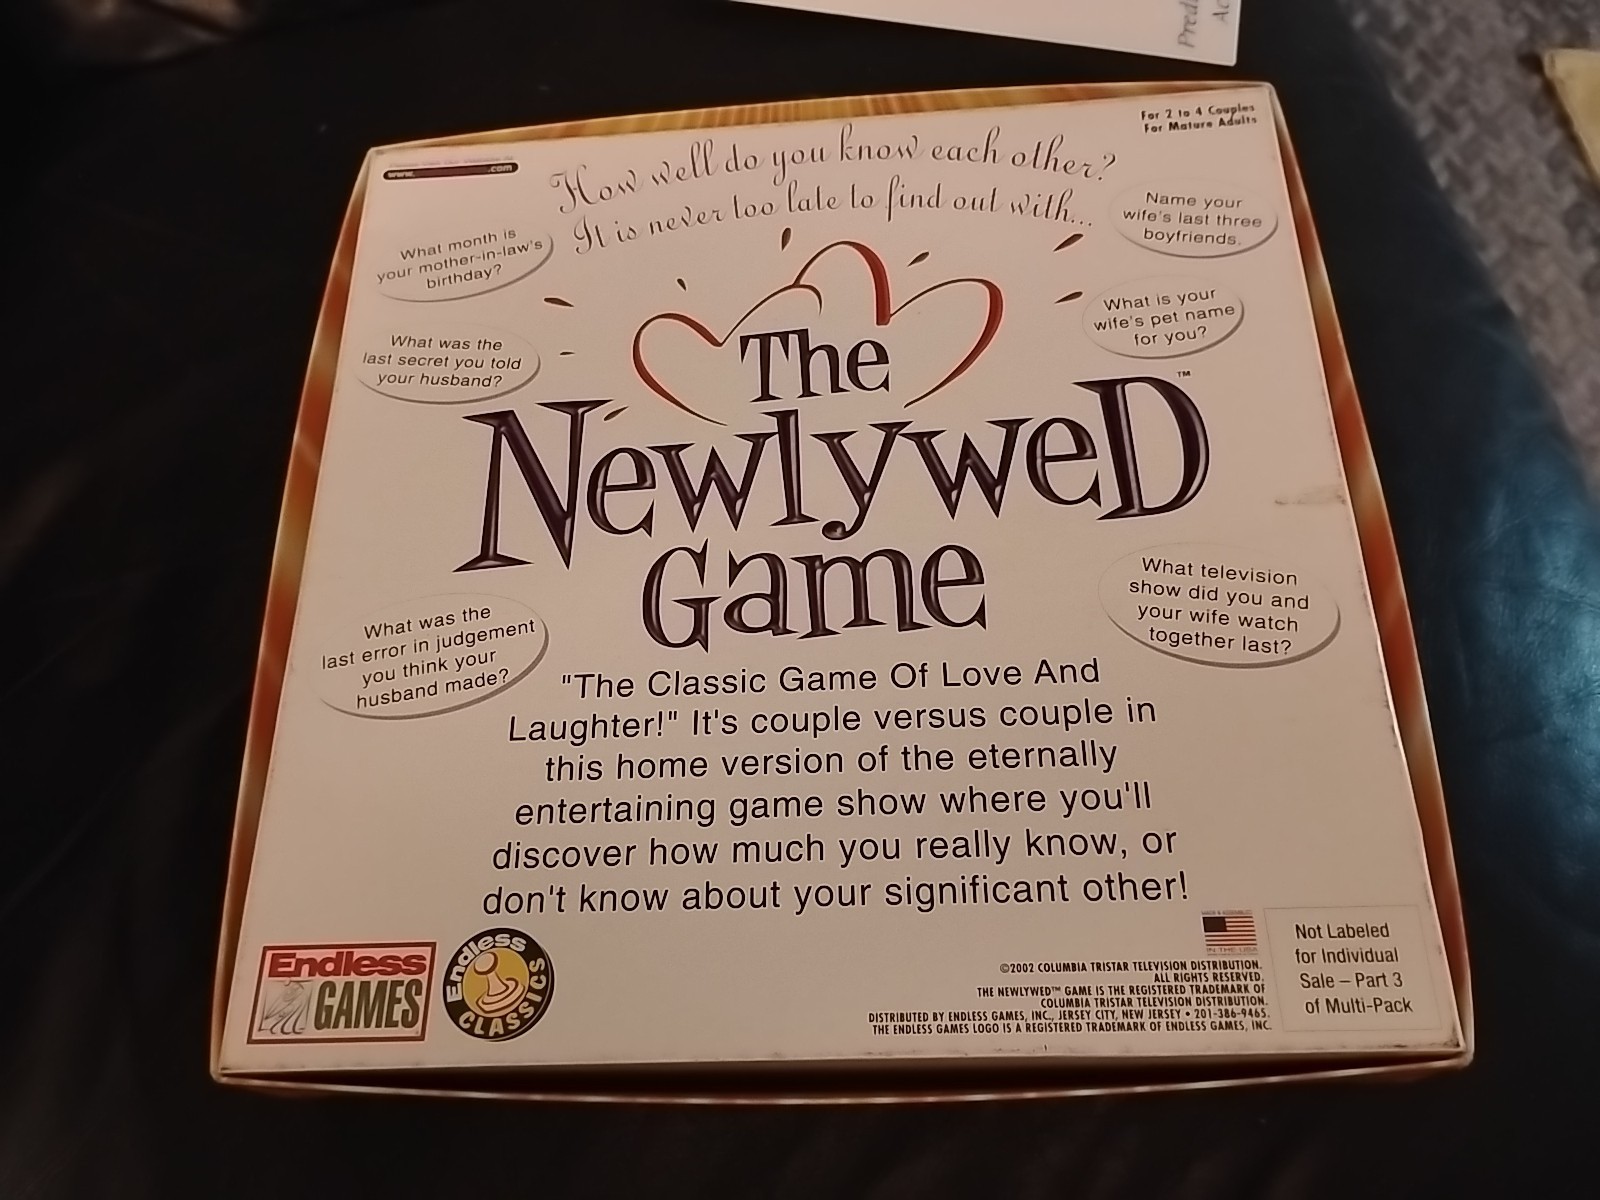 Pred
Ac
For 2 to 4 Couples
For Mature Adults
www. .com
How well do you know each other?
It is never too late to find out with...
What month is
your mother-in-law's
birthday?
Name your
wife's last three
boyfriends.
What was the
last secret you told
your husband?
What is your
wife's pet name
for you?
The
Newlywed™
Game
What was the
last error in judgement
you think your
husband made?
What television
show did you and
your wife watch
together last?
"The Classic Game Of Love And
Laughter!" It's couple versus couple in
this home version of the eternally
entertaining game show where you'll
discover how much you really know, or
don't know about your significant other!
Endless
GAMES
Endless
CLASSICS
IN THE USA
©2002 COLUMBIA TRISTAR TELEVISION DISTRIBUTION.
ALL RIGHTS RESERVED.
THE NEWLYWED™ GAME IS THE REGISTERED TRADEMARK OF
COLUMBIA TRISTAR TELEVISION DISTRIBUTION.
DISTRIBUTED BY ENDLESS GAMES, INC., JERSEY CITY, NEW JERSEY • 201-386-9465.
THE ENDLESS GAMES LOGO IS A REGISTERED TRADEMARK OF ENDLESS GAMES, INC.
Not Labeled
for Individual
Sale – Part 3
of Multi-Pack